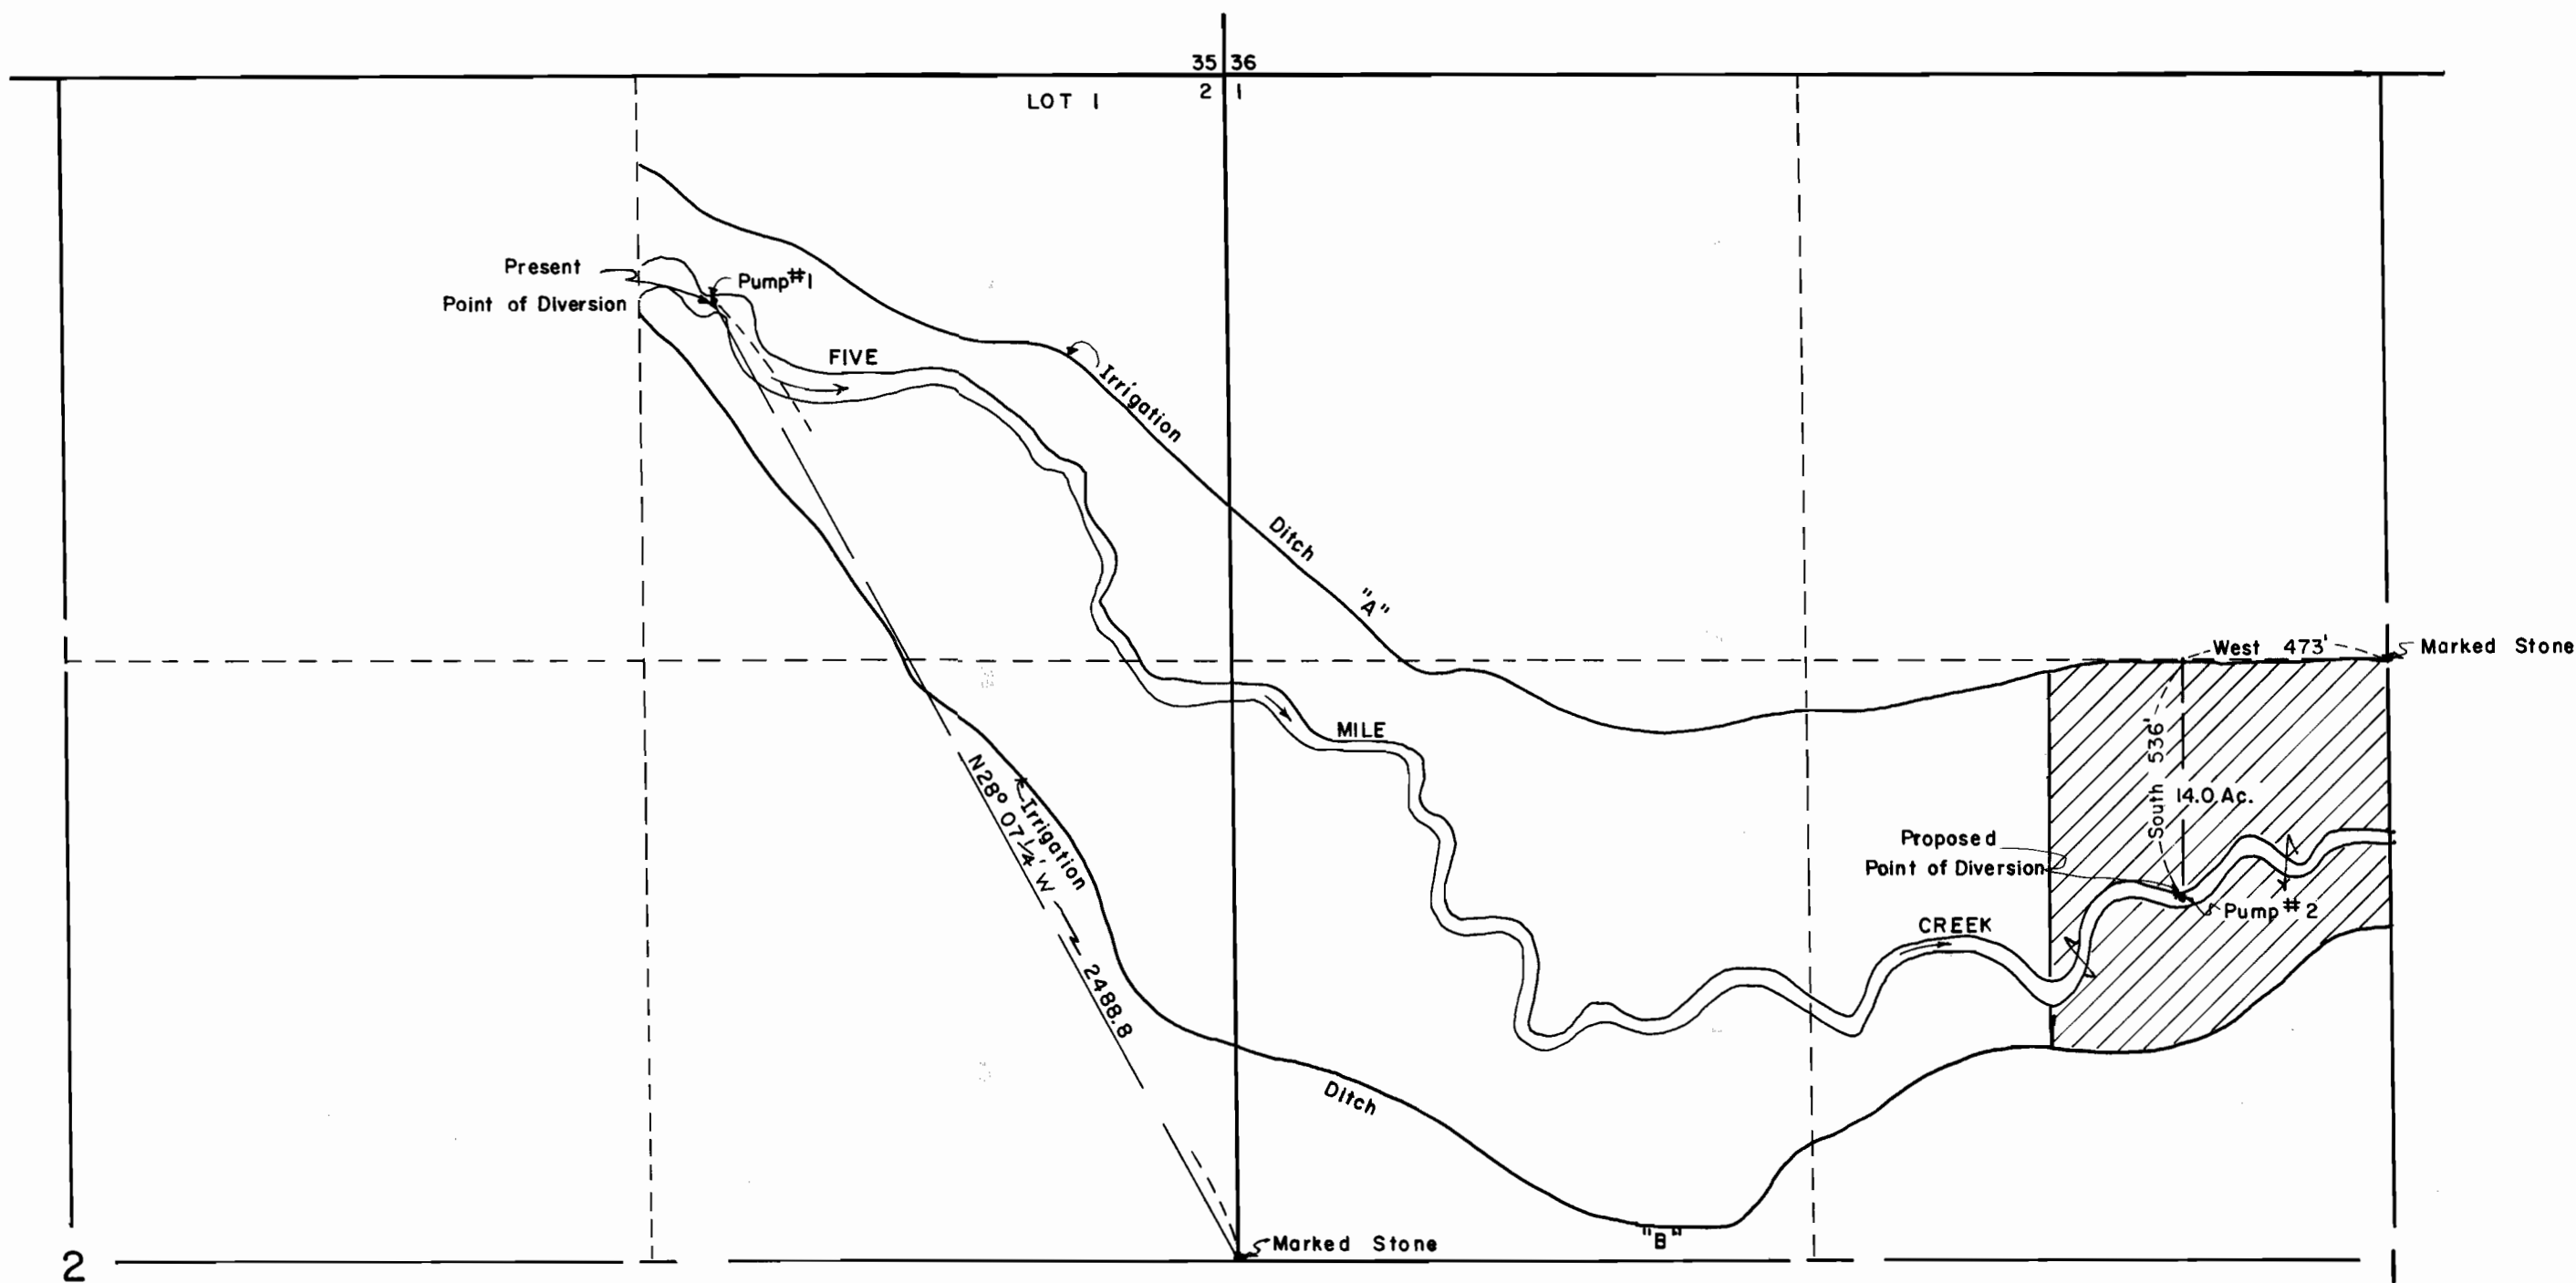 35 36
LOT 1 2 1
Present
Point of Diversion
Pump #1
FIVE
Irrigation
Ditch
"A"
West 473'
Marked Stone
MILE
South 536'
14.0 Ac.
N28° 07¼' W
2488.8
Irrigation
Proposed
Point of Diversion
Pump #2
CREEK
Ditch
"B"
Marked Stone
2